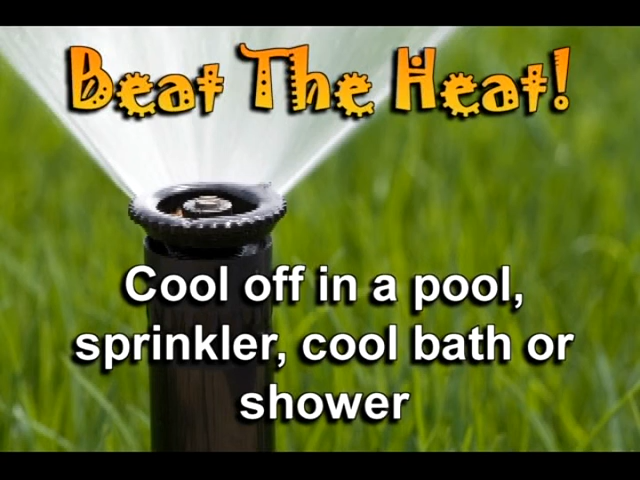 Beat The Heat!
Cool off in a pool,
sprinkler, cool bath or
shower